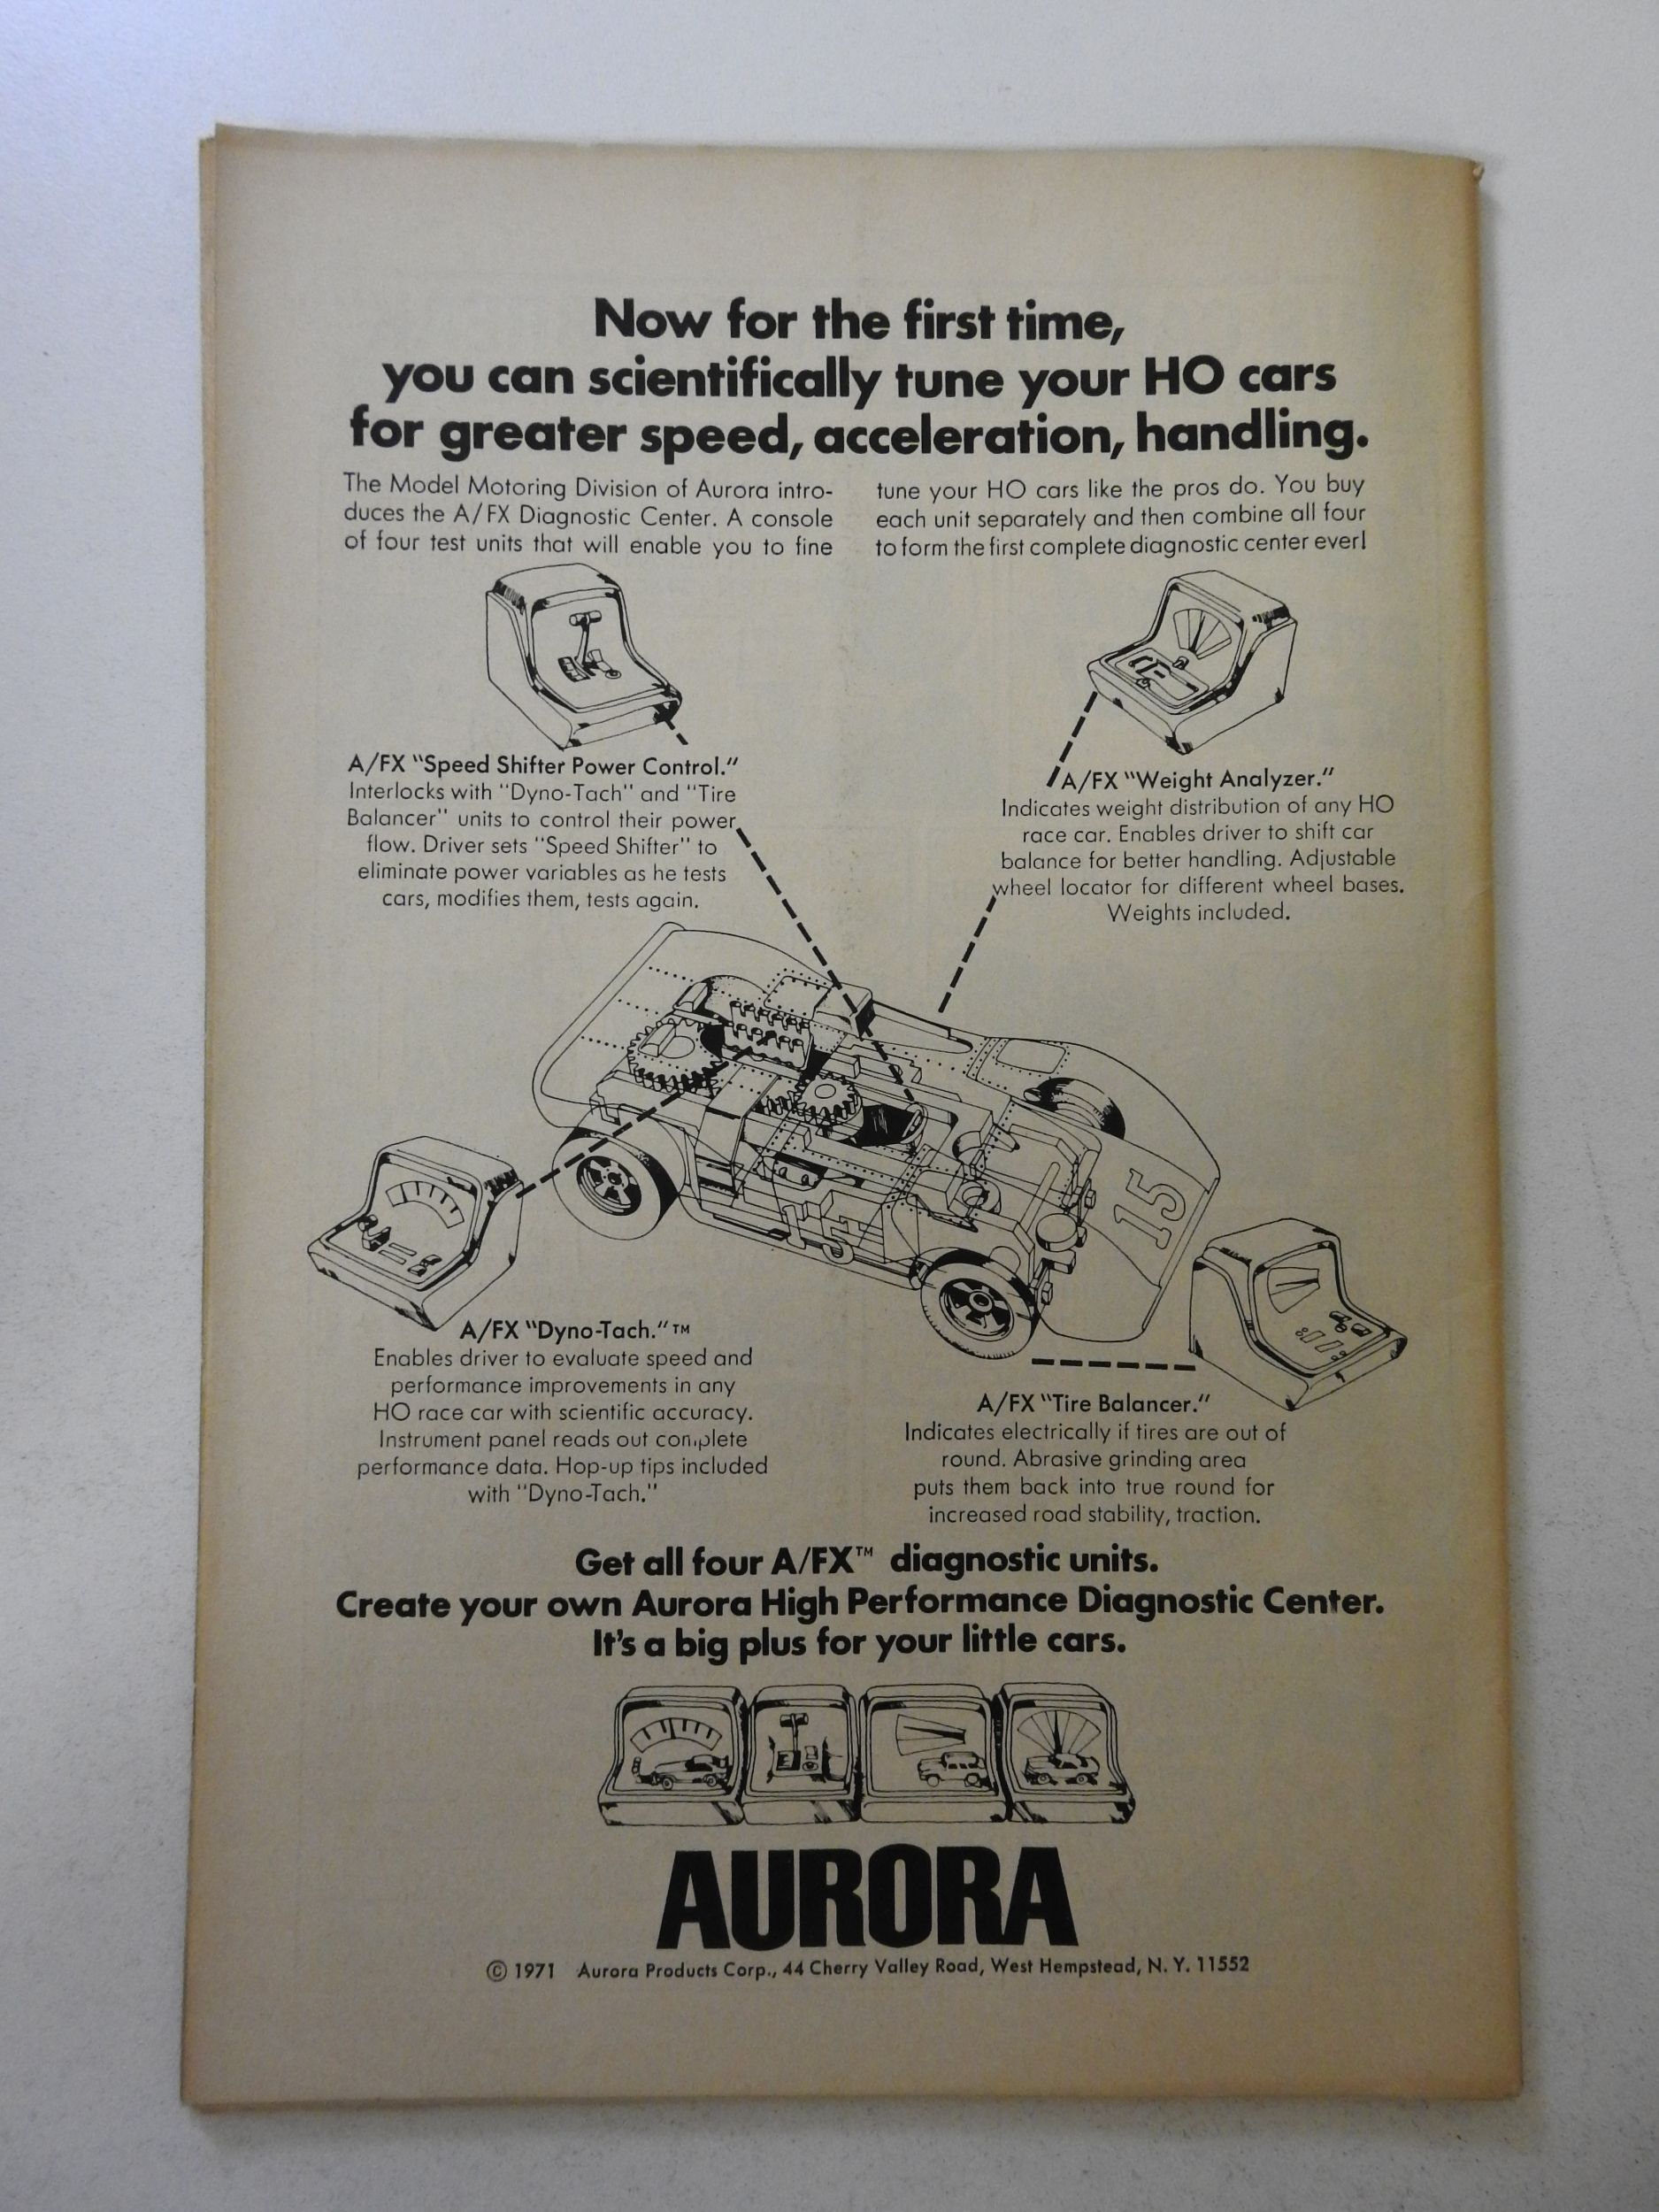 Now for the first time,
you can scientifically tune your HO cars
for greater speed, acceleration, handling.
The Model Motoring Division of Aurora intro-
duces the A/FX Diagnostic Center. A console
of four test units that will enable you to fine
tune your HO cars like the pros do. You buy
each unit separately and then combine all four
to form the first complete diagnostic center ever!
A/FX "Speed Shifter Power Control."
Interlocks with "Dyno-Tach" and "Tire
Balancer" units to control their power
flow. Driver sets "Speed Shifter" to
eliminate power variables as he tests
cars, modifies them, tests again.
A/FX "Weight Analyzer."
Indicates weight distribution of any HO
race car. Enables driver to shift car
balance for better handling. Adjustable
wheel locator for different wheel bases.
Weights included.
15
15
A/FX "Dyno-Tach."™
Enables driver to evaluate speed and
performance improvements in any
HO race car with scientific accuracy.
Instrument panel reads out complete
performance data. Hop-up tips included
with "Dyno-Tach."
A/FX "Tire Balancer."
Indicates electrically if tires are out of
round. Abrasive grinding area
puts them back into true round for
increased road stability, traction.
Get all four A/FX™ diagnostic units.
Create your own Aurora High Performance Diagnostic Center.
It's a big plus for your little cars.
AURORA
© 1971 Aurora Products Corp., 44 Cherry Valley Road, West Hempstead, N. Y. 11552